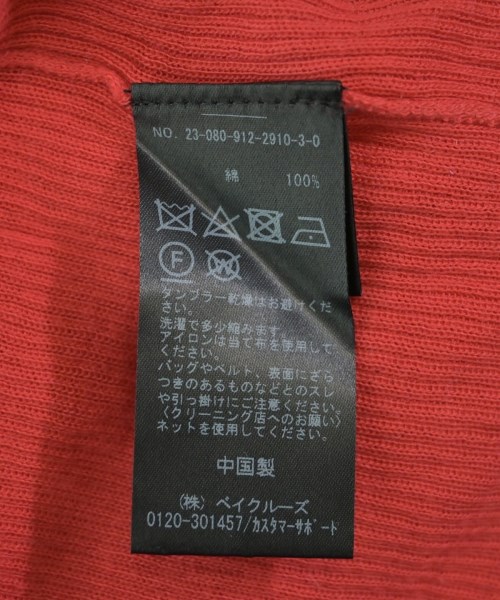 NO. 23-080-912-2910-3-0
綿 100%
F W
タンブラー乾燥はお避けくだ
さい。
洗濯で多少縮みます。
アイロンは当て布を使用して
ください。
バッグやベルト、表面にざら
つきのあるものなどとのスレ
や引っ掛けにご注意ください。
〈クリーニング店へのお願い〉
ネットを使用してください。
中国製
(株) ベイクルーズ
0120-301457/カスタマーサポート